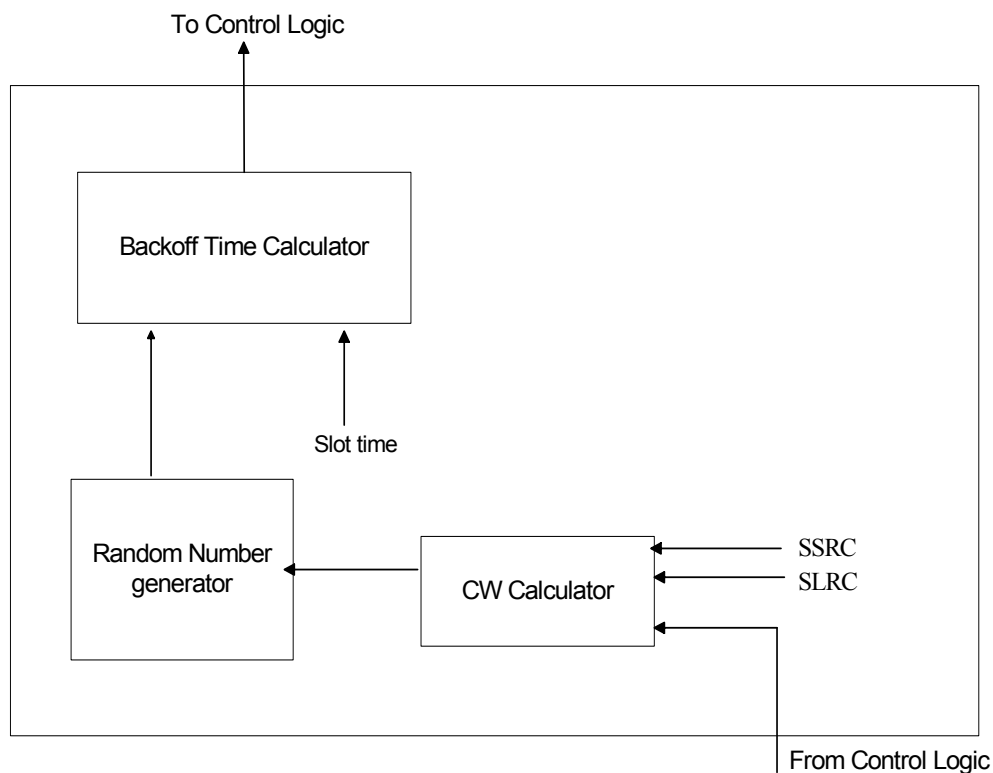 To Control Logic
Backoff Time Calculator
Slot time
Random Number
generator
CW Calculator
SSRC
SLRC
From Control Logic